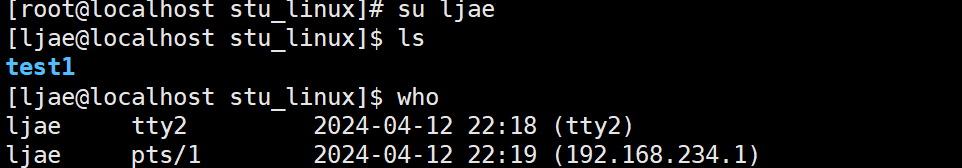 [root@localhost stu_linux]# su ljae
[ljae@localhost stu_linux]$ ls
test1
[ljae@localhost stu_linux]$ who
ljae     tty2         2024-04-12 22:18 (tty2)
ljae     pts/1        2024-04-12 22:19 (192.168.234.1)